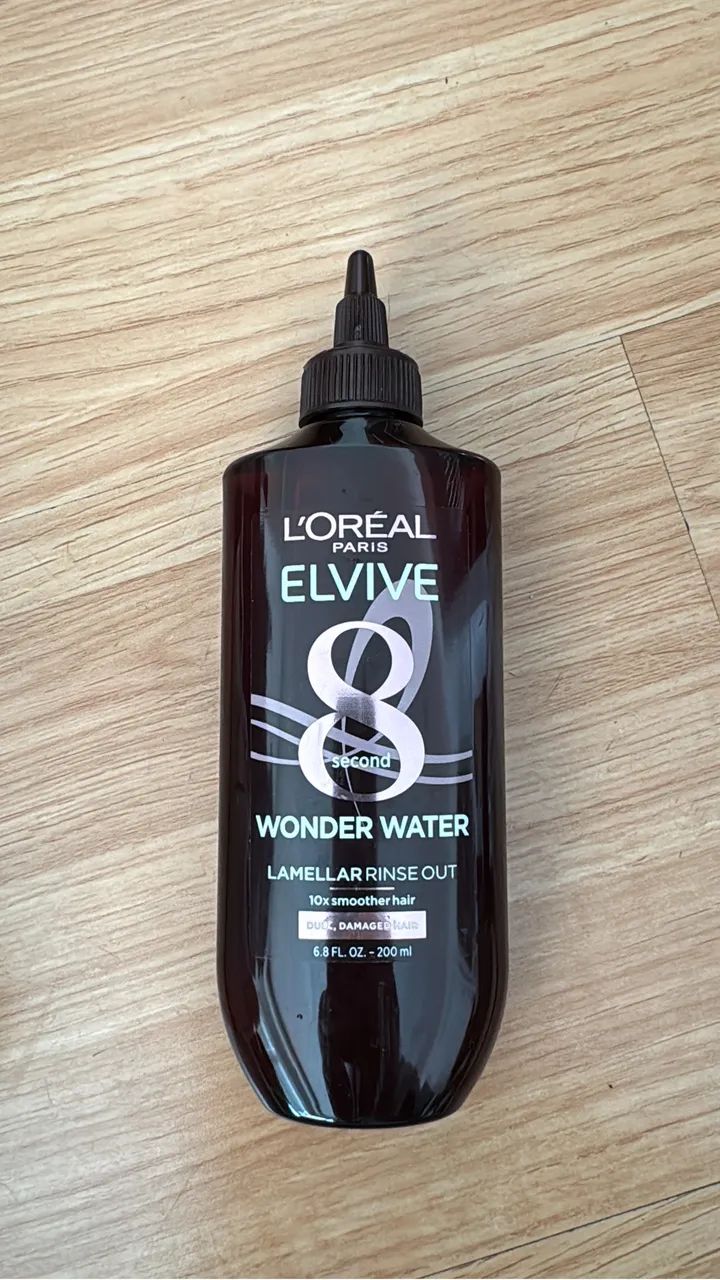 L'ORÉAL
PARIS
ELVIVE
8
second
WONDER WATER
LAMELLAR RINSE OUT
10x smoother hair
DULL, DAMAGED HAIR
6.8 FL. OZ. - 200 ml